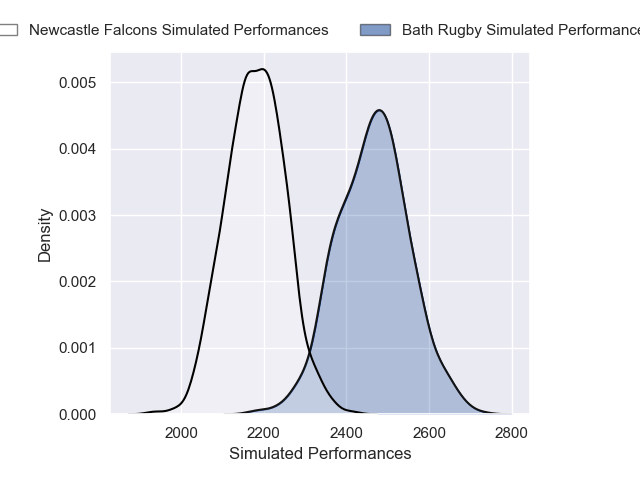 Newcastle Falcons Simulated Performances Bath Rugby Simulated Performance
0.005
0.004
0.003
0.002
0.001
0.000
Density
2000 2200 2400 2600 2800
Simulated Performances